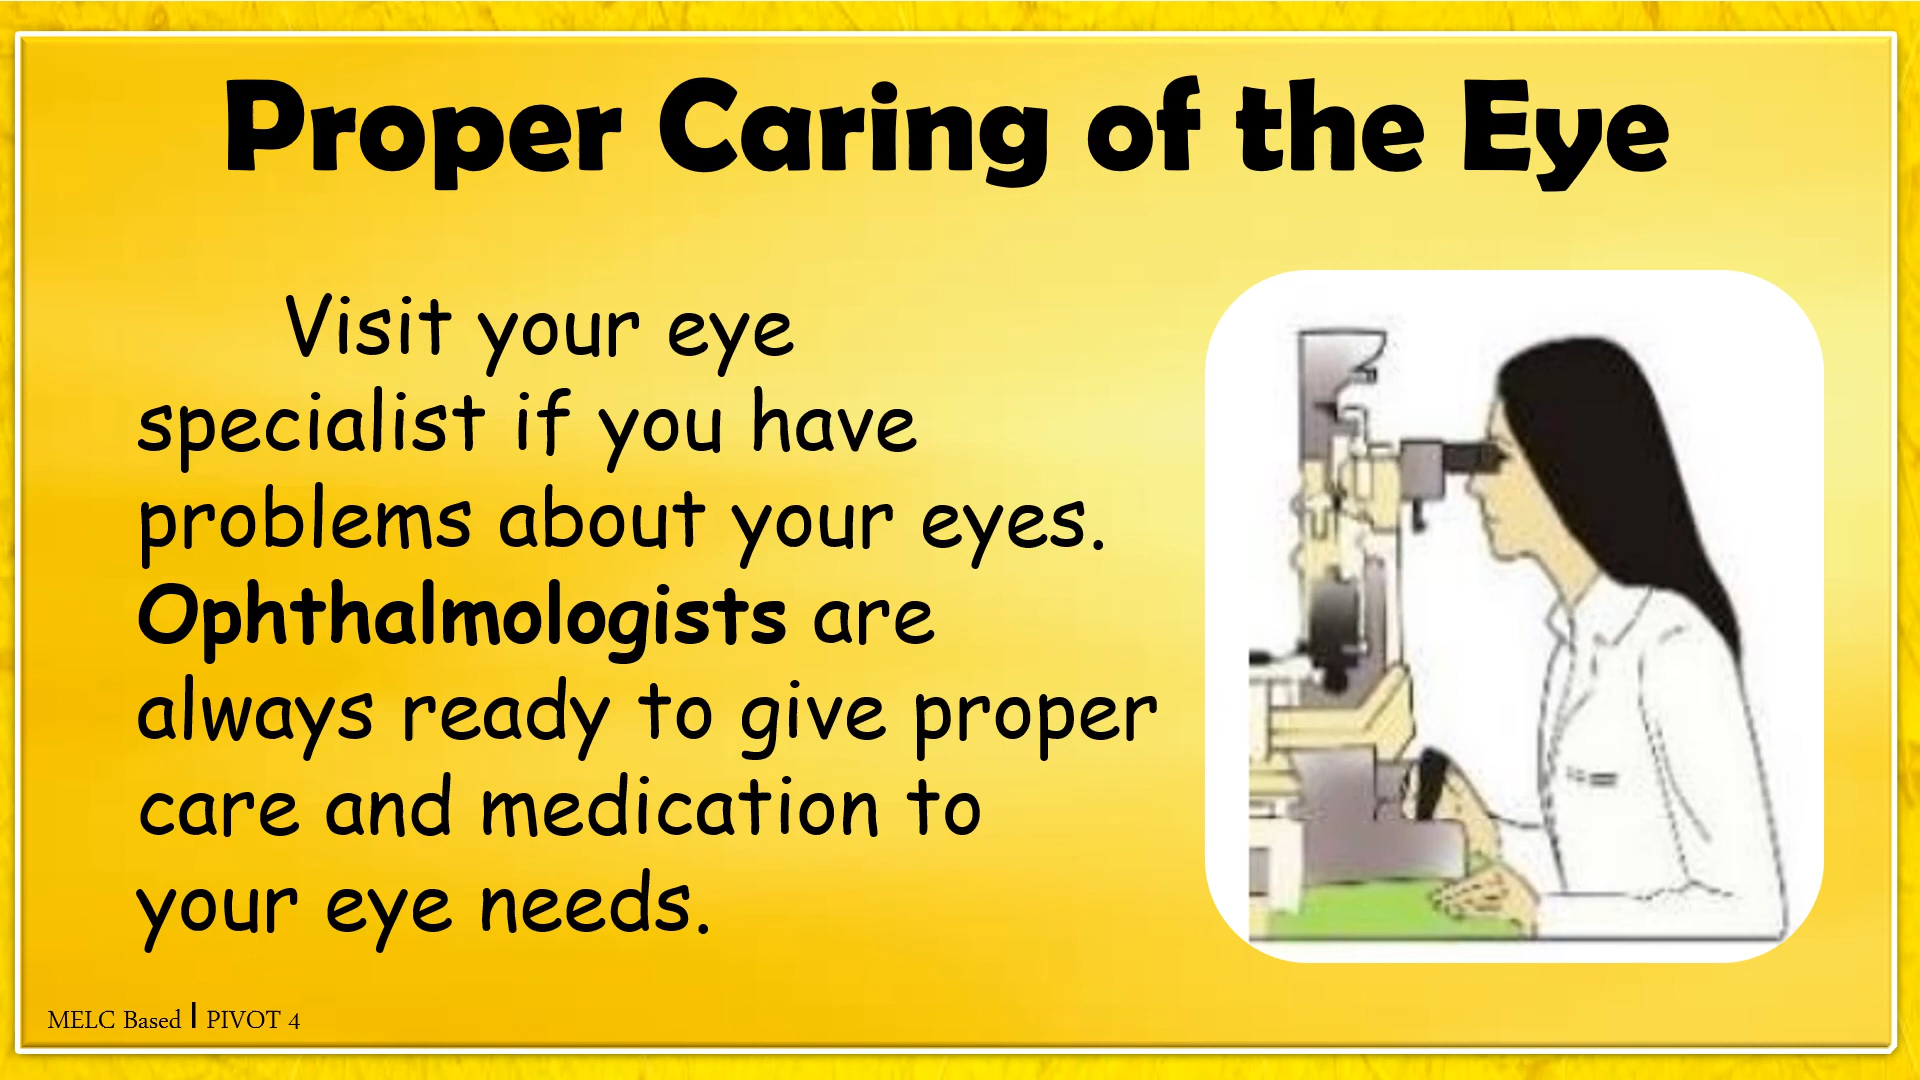 Proper Caring of the Eye
Visit your eye
specialist if you have
problems about your eyes.
Ophthalmologists are
always ready to give proper
care and medication to
your eye needs.
MELC Based | PIVOT 4